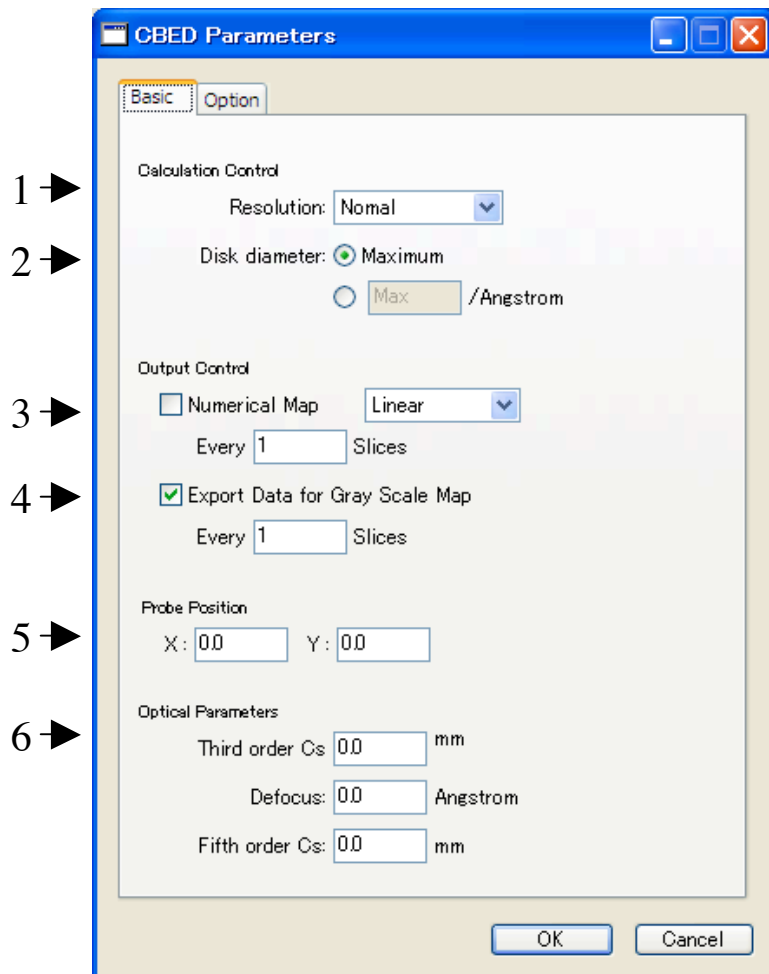 CBED Parameters
Basic Option
Calculation Control
1 Resolution: Nomal
2 Disk diameter: Maximum
Max /Angstrom
Output Control
3 Numerical Map Linear
Every 1 Slices
4 Export Data for Gray Scale Map
Every 1 Slices
Probe Position
5 X : 0.0 Y : 0.0
Optical Parameters
6 Third order Cs 0.0 mm
Defocus: 0.0 Angstrom
Fifth order Cs: 0.0 mm
OK Cancel